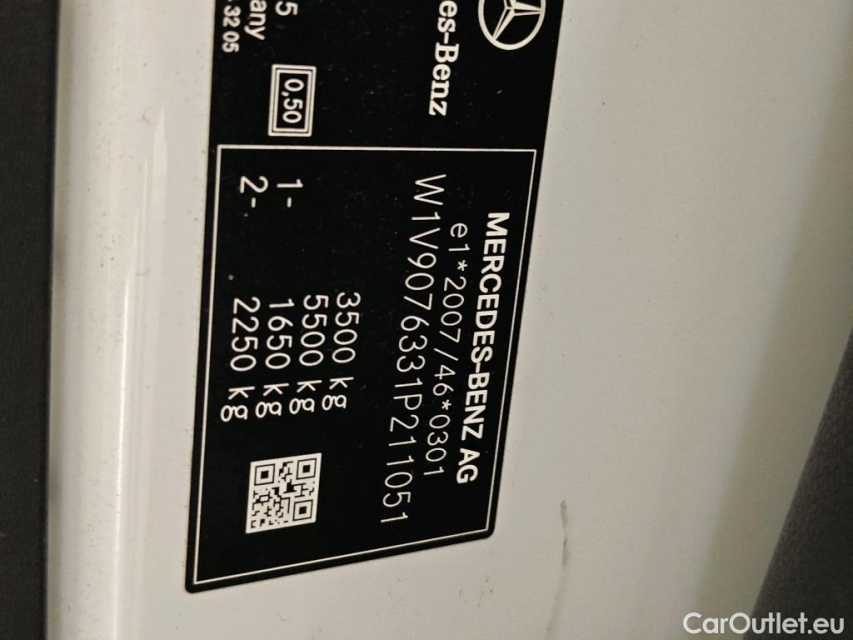 es-Benz
5
any
.32 05
0,50
MERCEDES-BENZ AG
e1*2007/46*0301
W1V9076331P211051
3500 kg
5500 kg
1- 1650 kg
2- 2250 kg
CarOutlet.eu